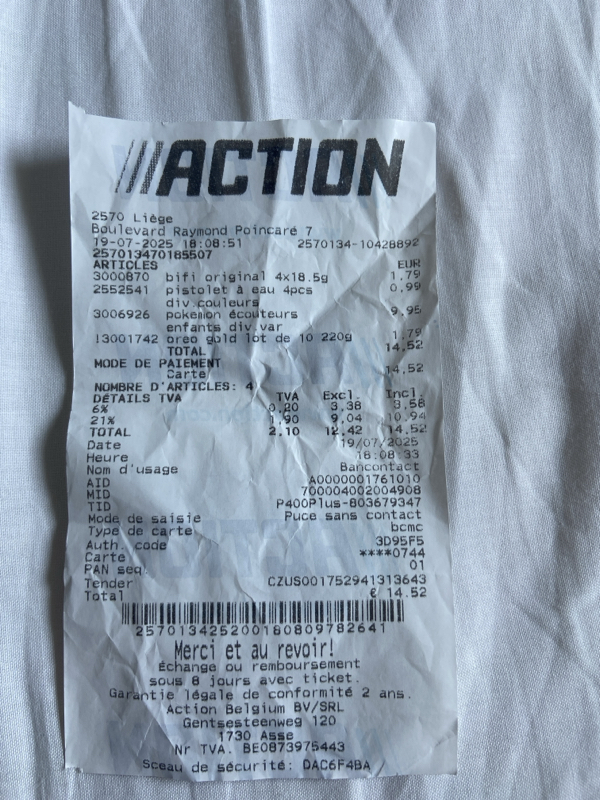 ///ACTION
2570 Liège
Boulevard Raymond Poincaré 7
19-07-2025 18:08:51 2570134-10428892
257013470185507
ARTICLES EUR
3000870 bifi original 4x18.5g 1.79
2552541 pistolet à eau 4pcs 0.99
div.couleurs
3006926 pokemon écouteurs 9.95
enfants div.var
13001742 oreo gold lot de 10 220g 1.79
TOTAL 14.52
MODE DE PAIEMENT
Carte 14.52
NOMBRE D'ARTICLES: 4
DÉTAILS TVA TVA Excl. Incl.
6% 0.20 3.38 3.58
21% 1.90 9.04 10.94
TOTAL 2.10 12.42 14.52
Date 19/07/2025
Heure 18:08:33
Nom d'usage Bancontact
AID A0000001761010
MID 700004002004908
TID P400Plus-803679347
Mode de saisie Puce sans contact
Type de carte bcmc
Auth. code 3D95F5
Carte ****0744
PAN seq. 01
Tender CZUS001752941313643
Total € 14.52
257013425200180809782641
Merci et au revoir!
Échange ou remboursement
sous 8 jours avec ticket.
Garantie légale de conformité 2 ans.
Action Belgium BV/SRL
Gentsesteenweg 120
1730 Asse
Nr TVA. BE0873975443
Sceau de sécurité: DAC6F4BA